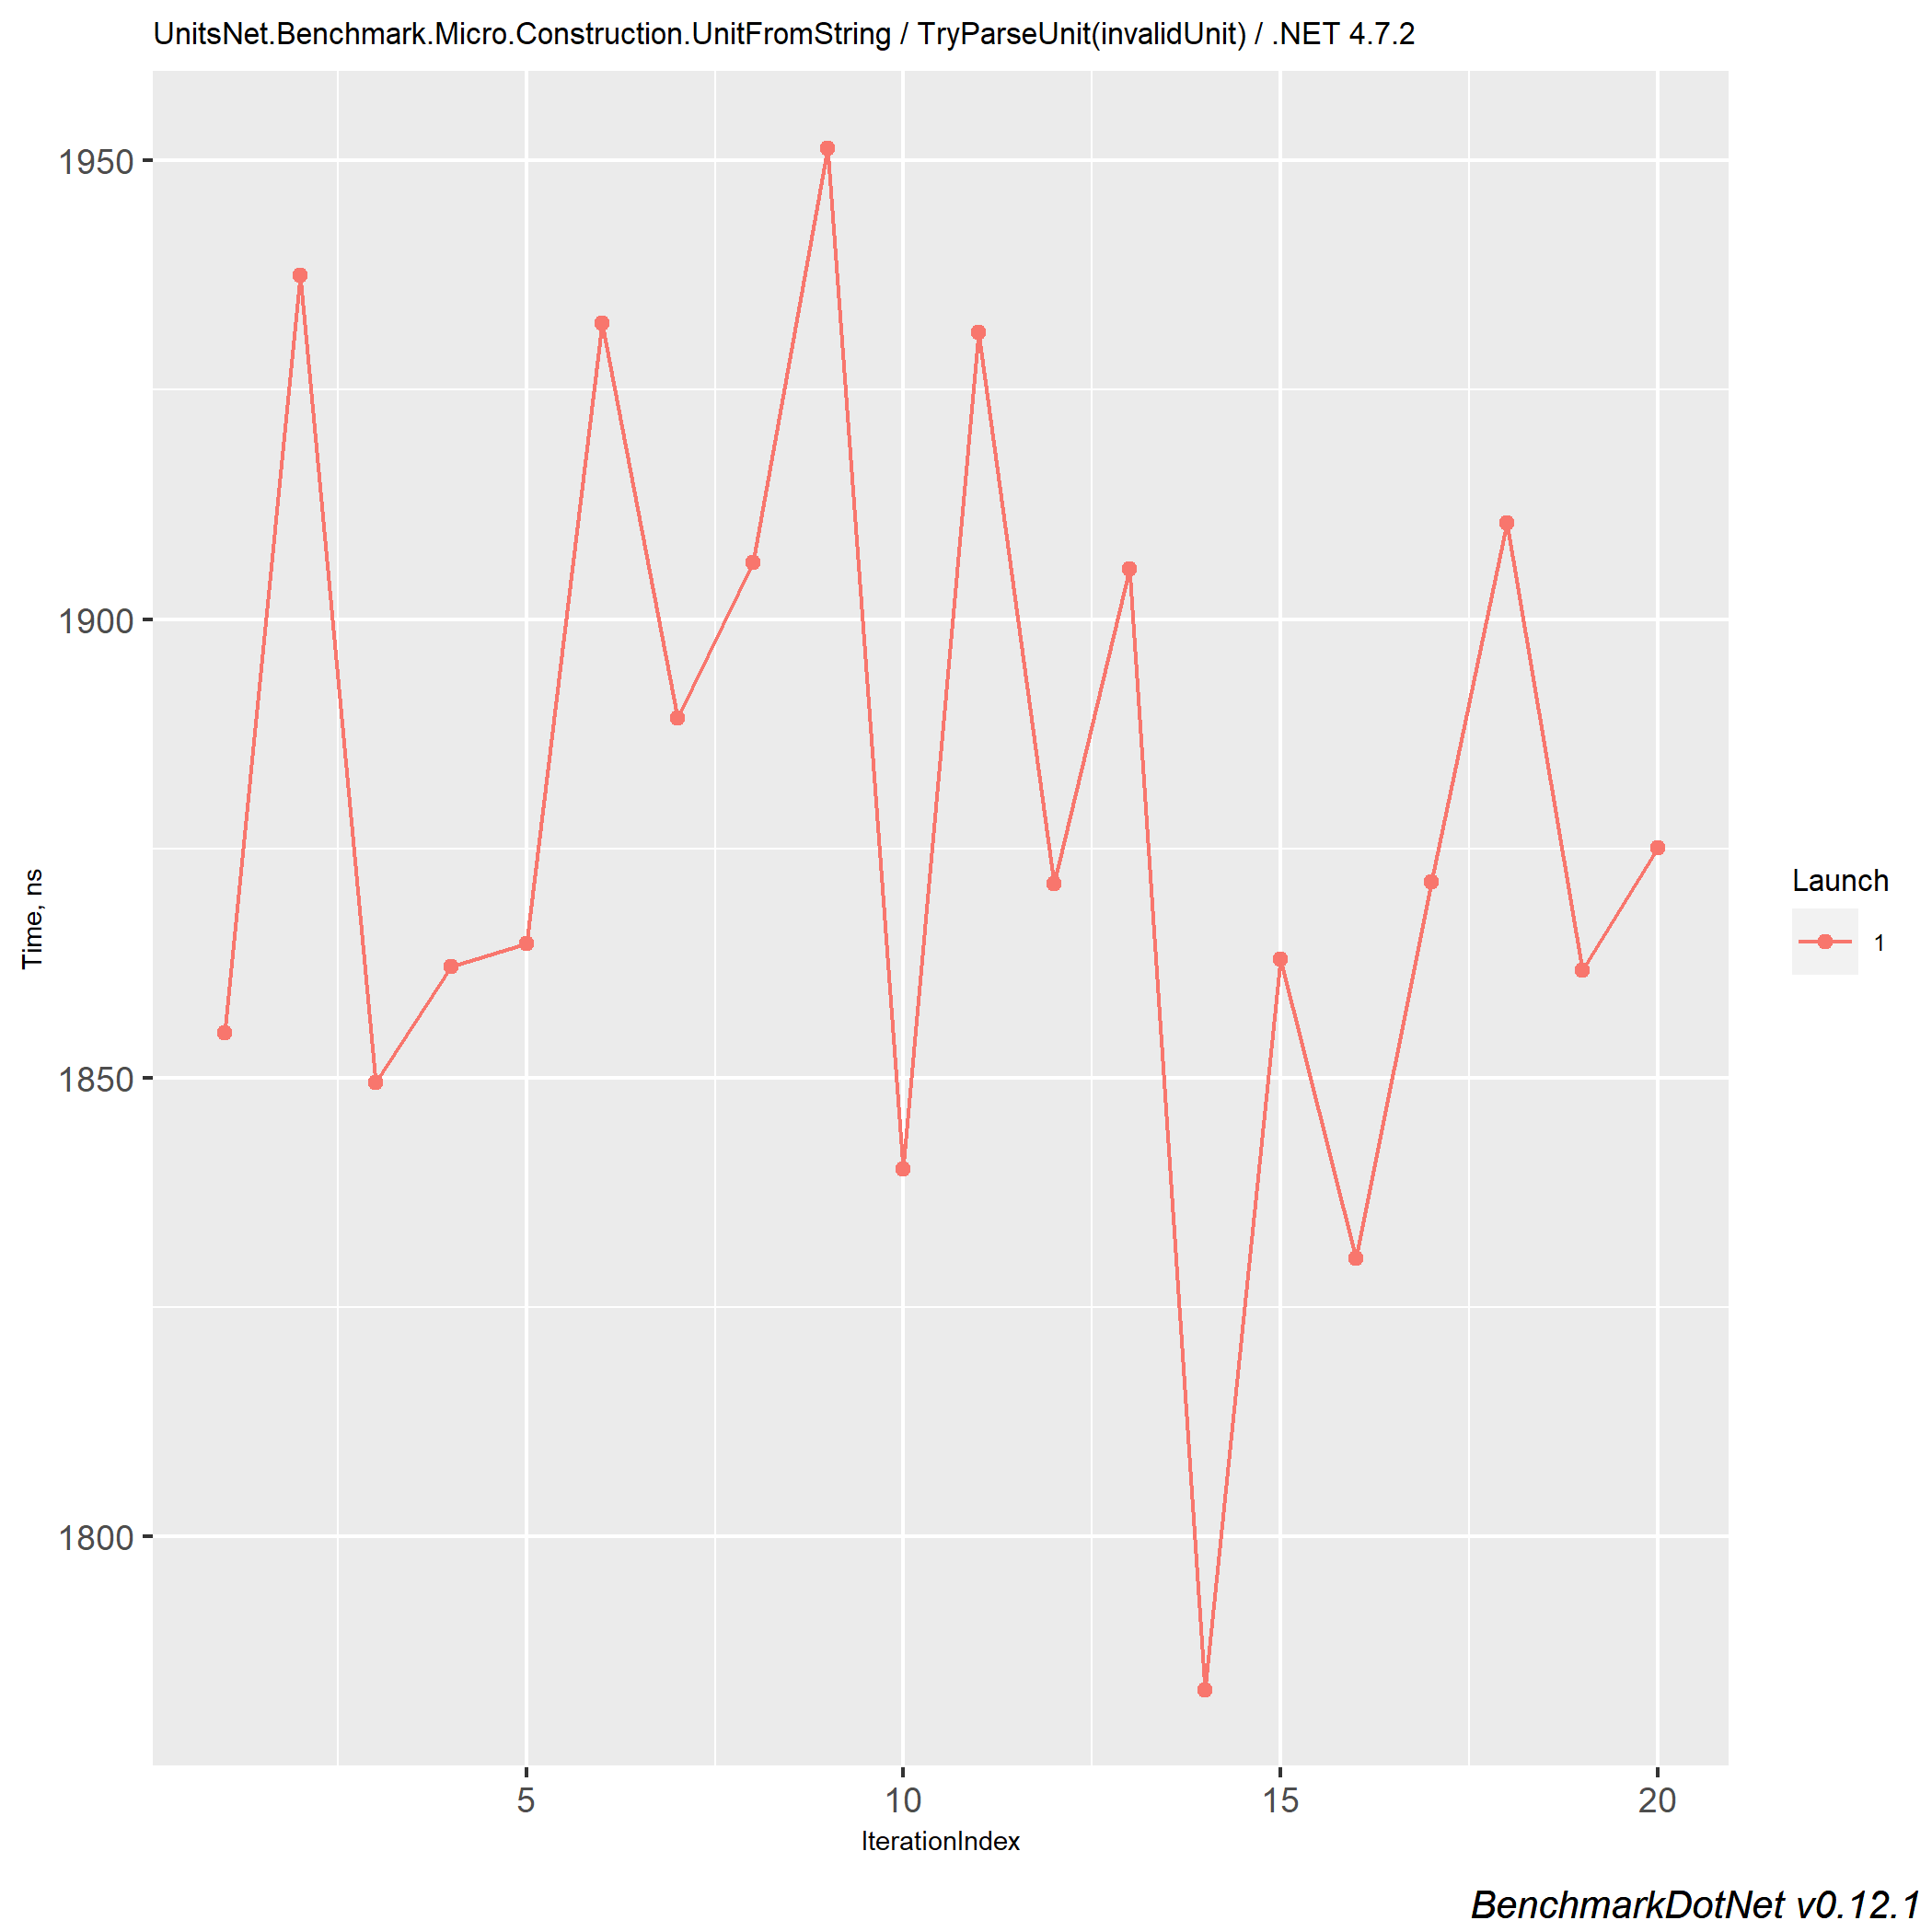 UnitsNet.Benchmark.Micro.Construction.UnitFromString / TryParseUnit(invalidUnit) / .NET 4.7.2
1950
1900
1850
1800
Time, ns
5 10 15 20
IterationIndex
Launch
1
BenchmarkDotNet v0.12.1